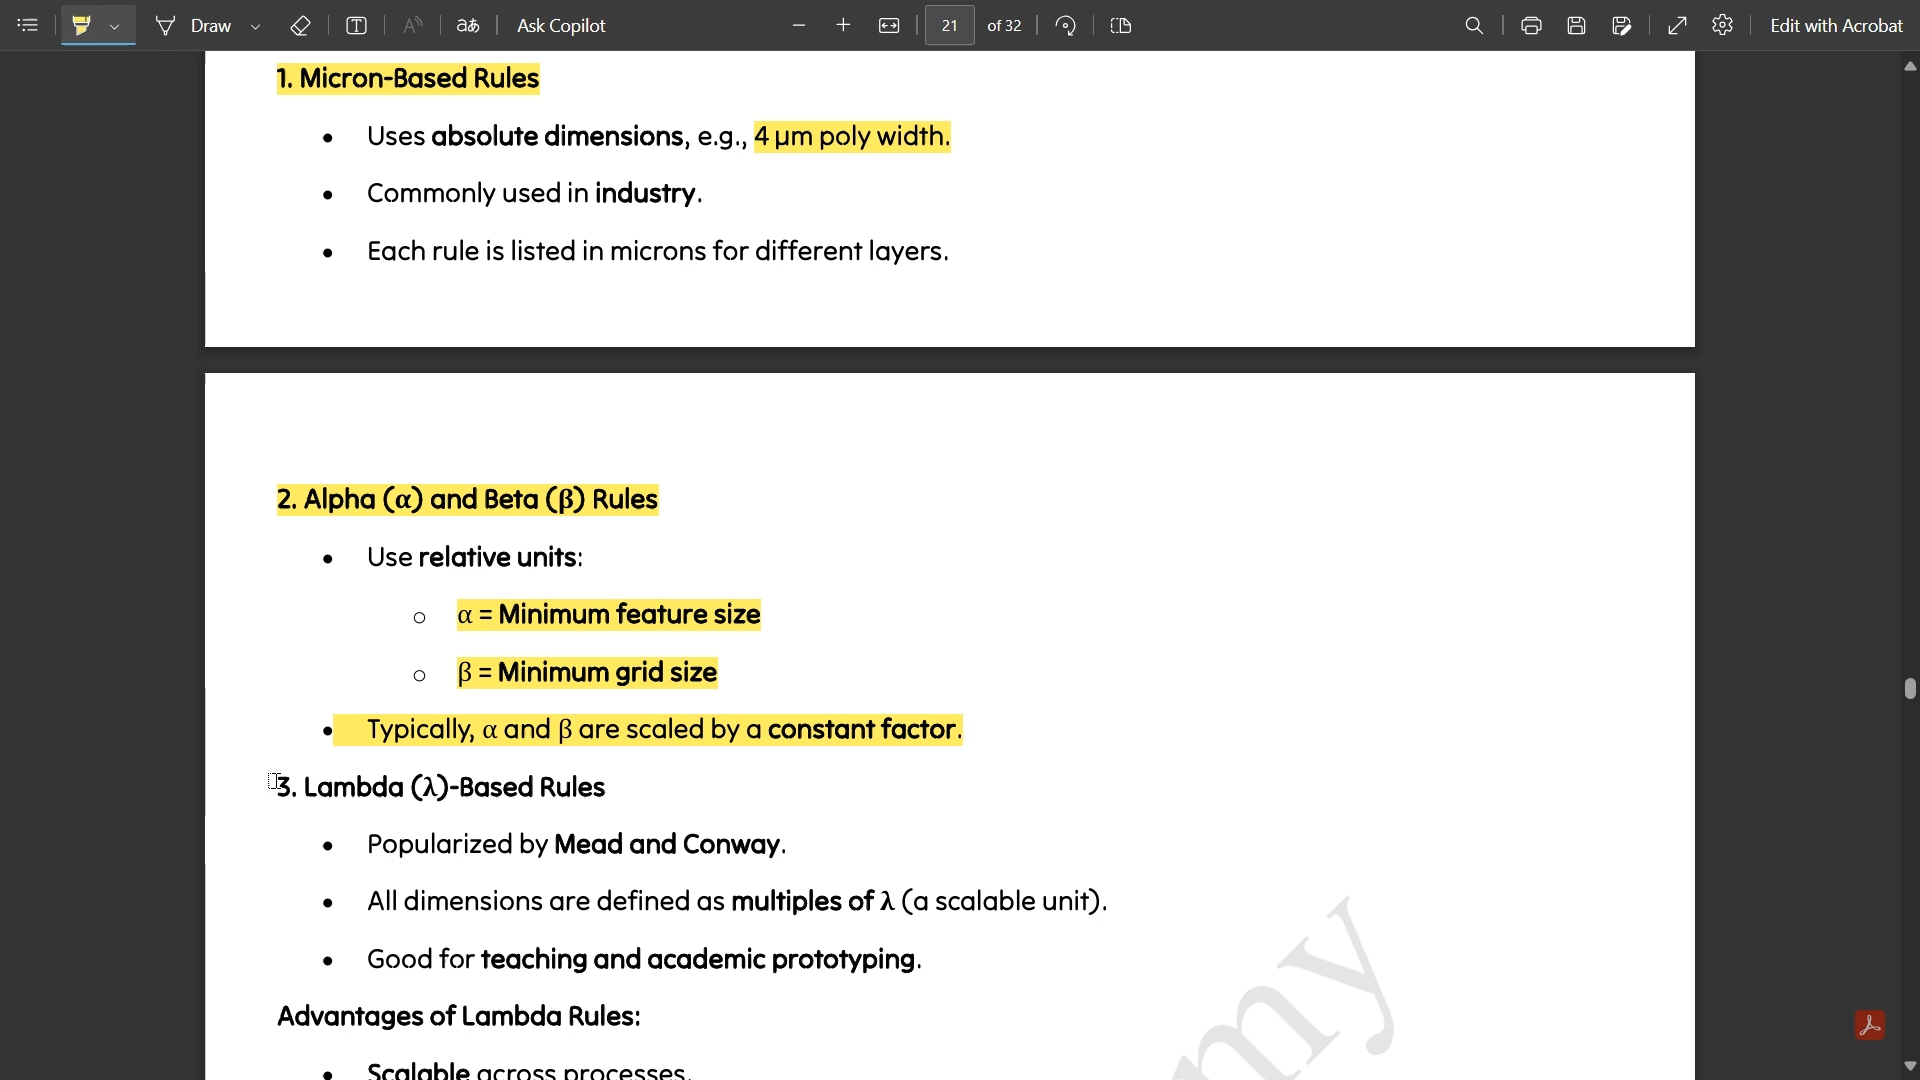 Draw
aあ
Ask Copilot
21 of 32
Edit with Acrobat
1. Micron-Based Rules
• Uses absolute dimensions, e.g., 4 µm poly width.
• Commonly used in industry.
• Each rule is listed in microns for different layers.
2. Alpha (α) and Beta (β) Rules
• Use relative units:
○ α = Minimum feature size
○ β = Minimum grid size
• Typically, α and β are scaled by a constant factor.
3. Lambda (λ)-Based Rules
• Popularized by Mead and Conway.
• All dimensions are defined as multiples of λ (a scalable unit).
• Good for teaching and academic prototyping.
Advantages of Lambda Rules:
• Scalable across processes.
my